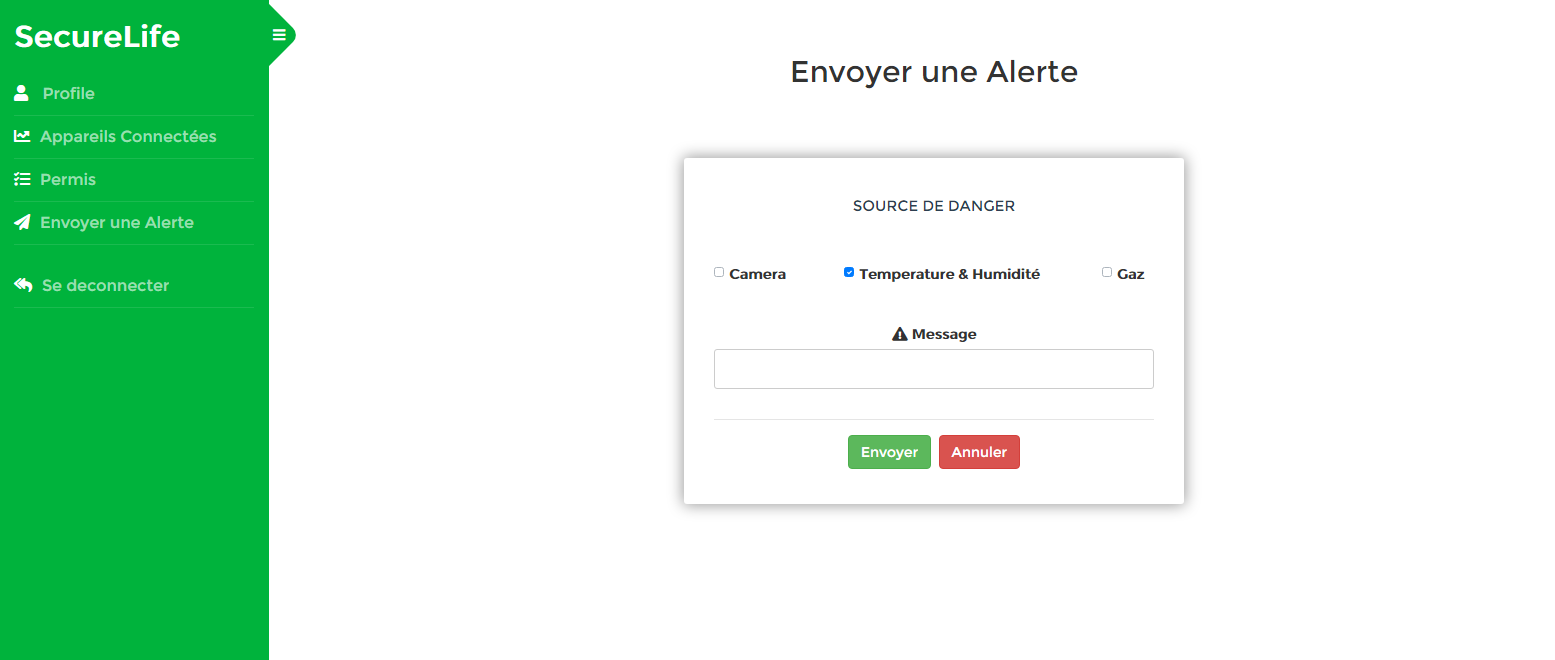 SecureLife
Profile
Appareils Connectées
Permis
Envoyer une Alerte
Se deconnecter
Envoyer une Alerte
SOURCE DE DANGER
Camera Temperature & Humidité Gaz
Message
Envoyer Annuler